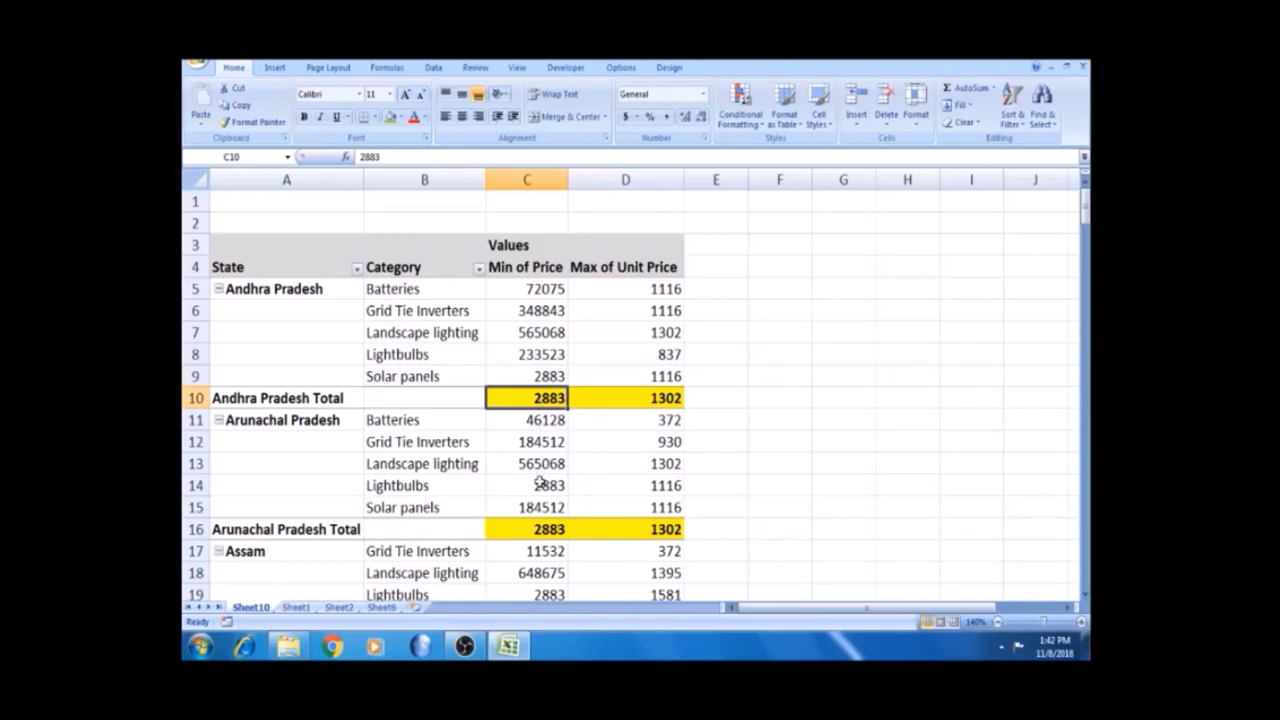 Home Insert Page Layout Formulas Data Review View Developer Options Design
Cut
Copy
Format Painter
Paste
Clipboard
Calibri 11 A A
B I U A
Font
Wrap Text
Merge & Center
Alignment
General
$ % ,
Number
Conditional Formatting
Format as Table
Cell Styles
Styles
Insert Delete Format
Cells
Σ AutoSum
Fill
Clear
Sort & Filter
Find & Select
Editing
C10 fx 2883
A B C D E F G H I J
1
2
3 Values
4 State Category Min of Price Max of Unit Price
5 Andhra Pradesh Batteries 72075 1116
6 Grid Tie Inverters 348843 1116
7 Landscape lighting 565068 1302
8 Lightbulbs 233523 837
9 Solar panels 2883 1116
10 Andhra Pradesh Total 2883 1302
11 Arunachal Pradesh Batteries 46128 372
12 Grid Tie Inverters 184512 930
13 Landscape lighting 565068 1302
14 Lightbulbs 2883 1116
15 Solar panels 184512 1116
16 Arunachal Pradesh Total 2883 1302
17 Assam Grid Tie Inverters 11532 372
18 Landscape lighting 648675 1395
19 Lightbulbs 2883 1581
Sheet10 Sheet1 Sheet2 Sheet6
Ready 140%
1:42 PM
11/8/2018